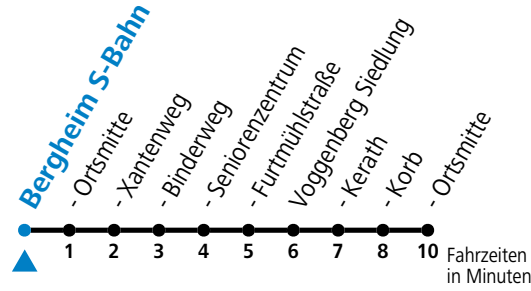 Bergheim S-Bahn
- Ortsmitte
- Xantenweg
- Binderweg
- Seniorenzentrum
- Furtmühlstraße
Voggenberg Siedlung
- Kerath
- Korb
- Ortsmitte
1 2 3 4 5 6 7 8 10
Fahrzeiten
in Minuten